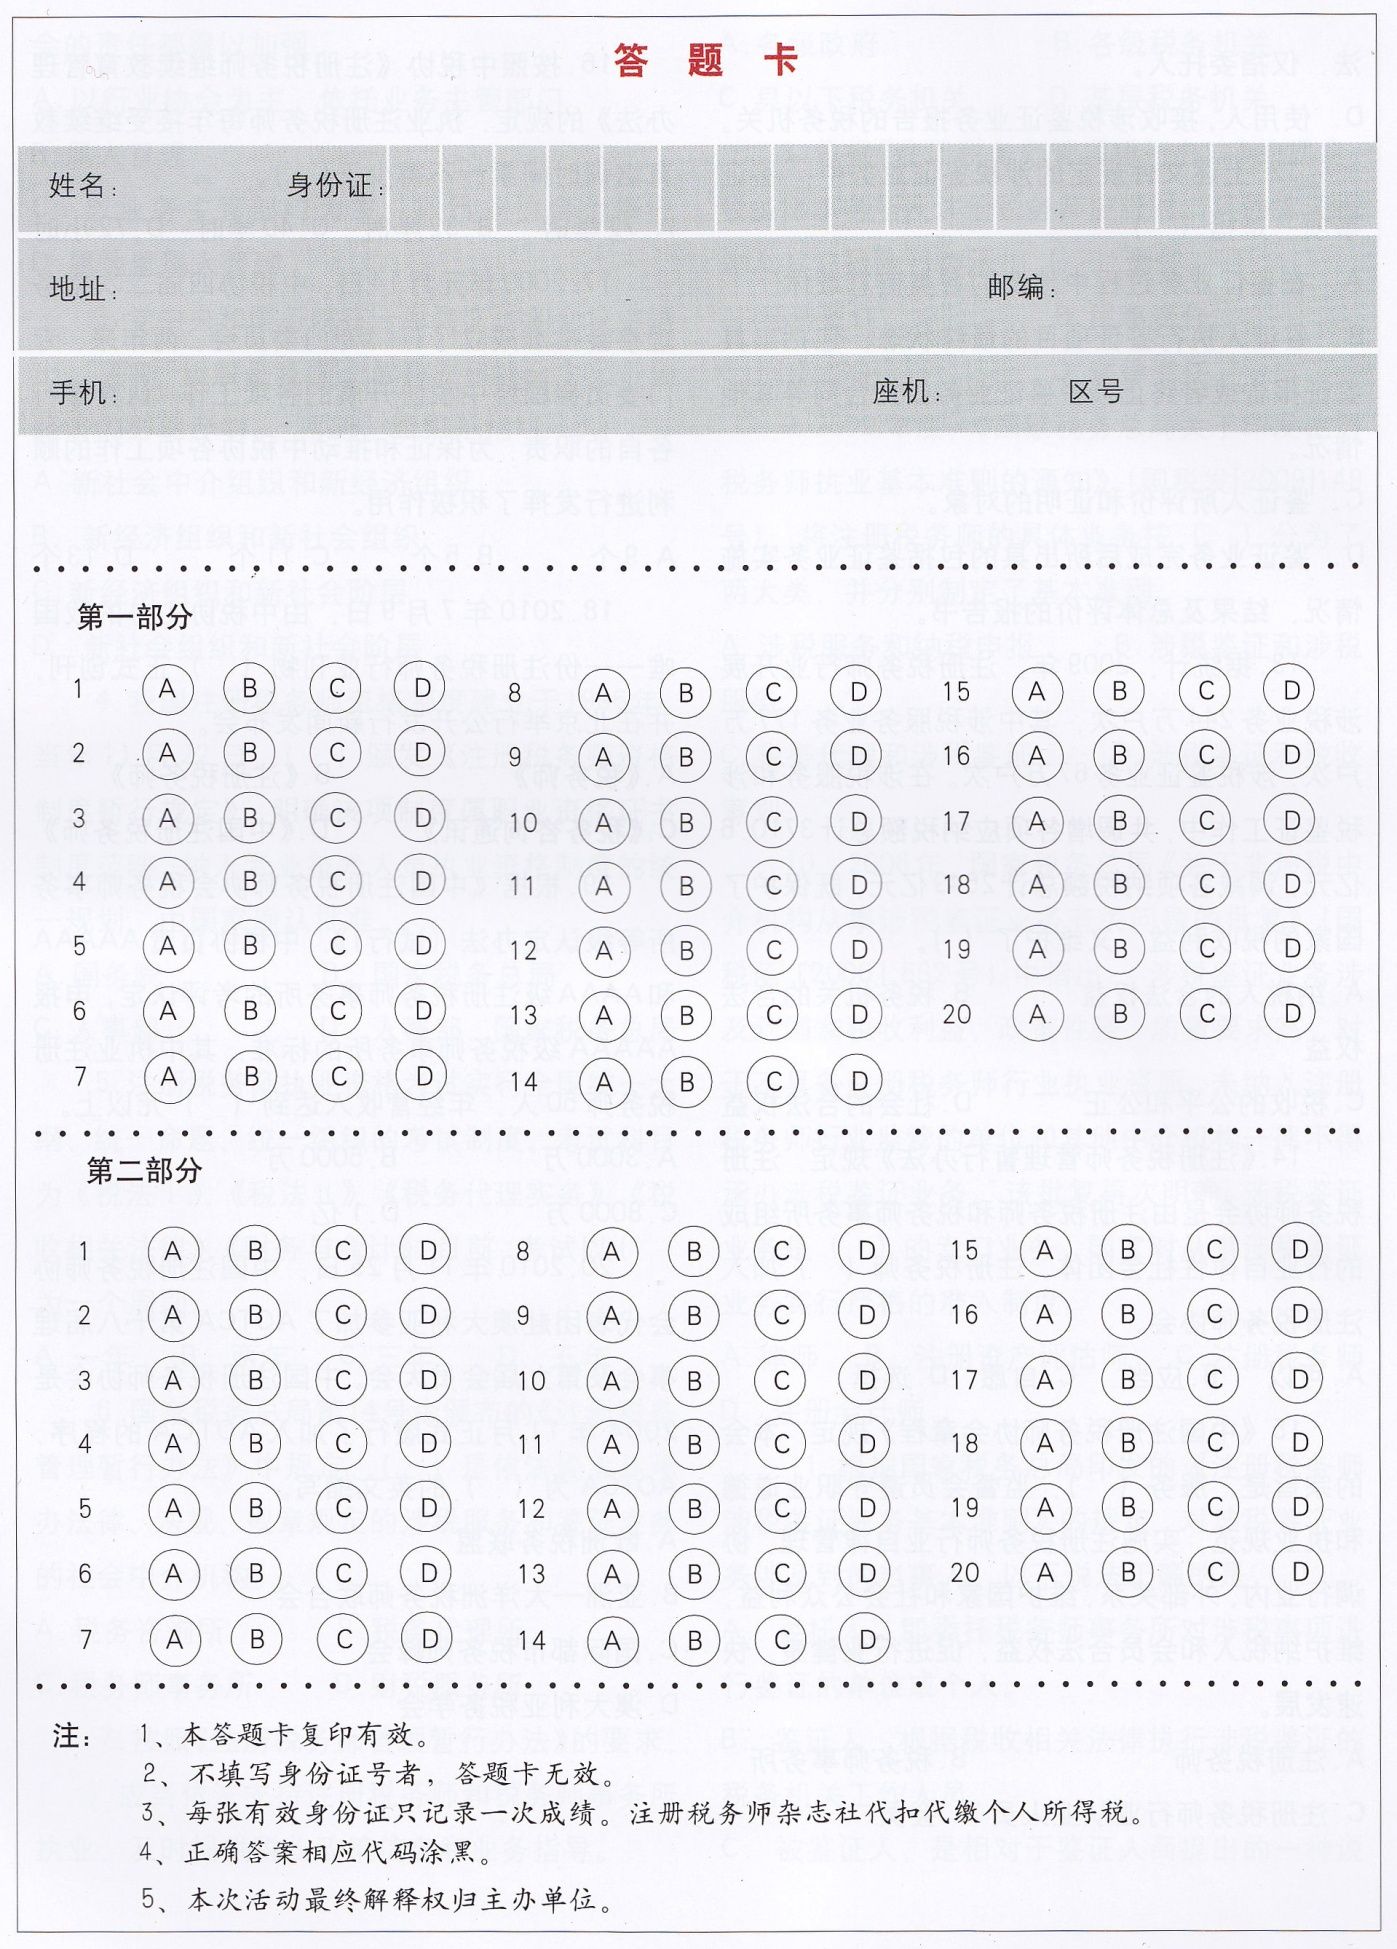 答 题 卡
姓名: 身份证:
地址: 邮编:
手机: 座机: 区号
第一部分
1 A B C D 8 A B C D 15 A B C D
2 A B C D 9 A B C D 16 A B C D
3 A B C D 10 A B C D 17 A B C D
4 A B C D 11 A B C D 18 A B C D
5 A B C D 12 A B C D 19 A B C D
6 A B C D 13 A B C D 20 A B C D
7 A B C D 14 A B C D
第二部分
1 A B C D 8 A B C D 15 A B C D
2 A B C D 9 A B C D 16 A B C D
3 A B C D 10 A B C D 17 A B C D
4 A B C D 11 A B C D 18 A B C D
5 A B C D 12 A B C D 19 A B C D
6 A B C D 13 A B C D 20 A B C D
7 A B C D 14 A B C D
注: 1、本答题卡复印有效。
2、不填写身份证号者，答题卡无效。
3、每张有效身份证只记录一次成绩。注册税务师杂志社代扣代缴个人所得税。
4、正确答案相应代码涂黑。
5、本次活动最终解释权归主办单位。